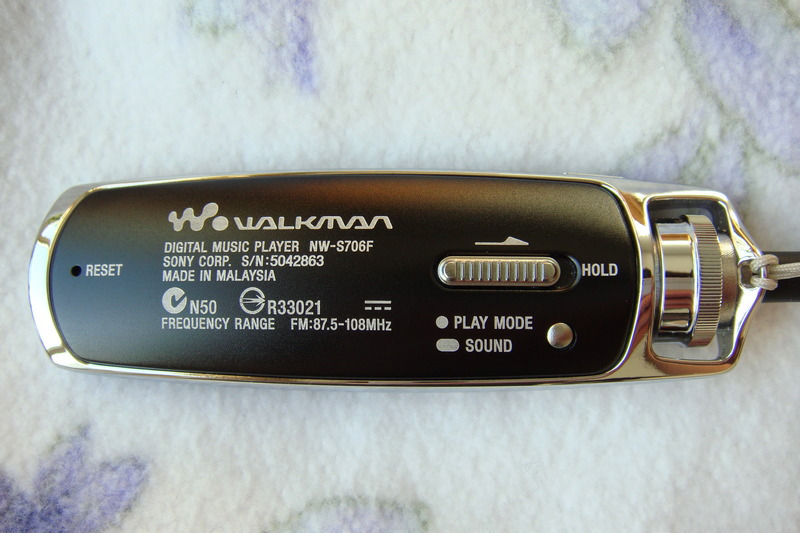 WALKMAN
DIGITAL MUSIC PLAYER NW-S706F
SONY CORP. S/N:5042863
MADE IN MALAYSIA
N50 R33021
FREQUENCY RANGE FM:87.5-108MHz
RESET
HOLD
PLAY MODE
SOUND